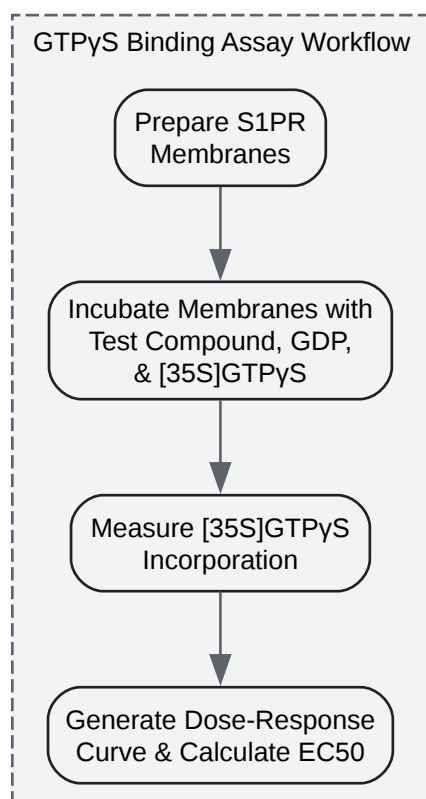 GTPγS Binding Assay Workflow
Prepare S1PR
Membranes
Incubate Membranes with
Test Compound, GDP,
& [35S]GTPγS
Measure [35S]GTPγS
Incorporation
Generate Dose-Response
Curve & Calculate EC50